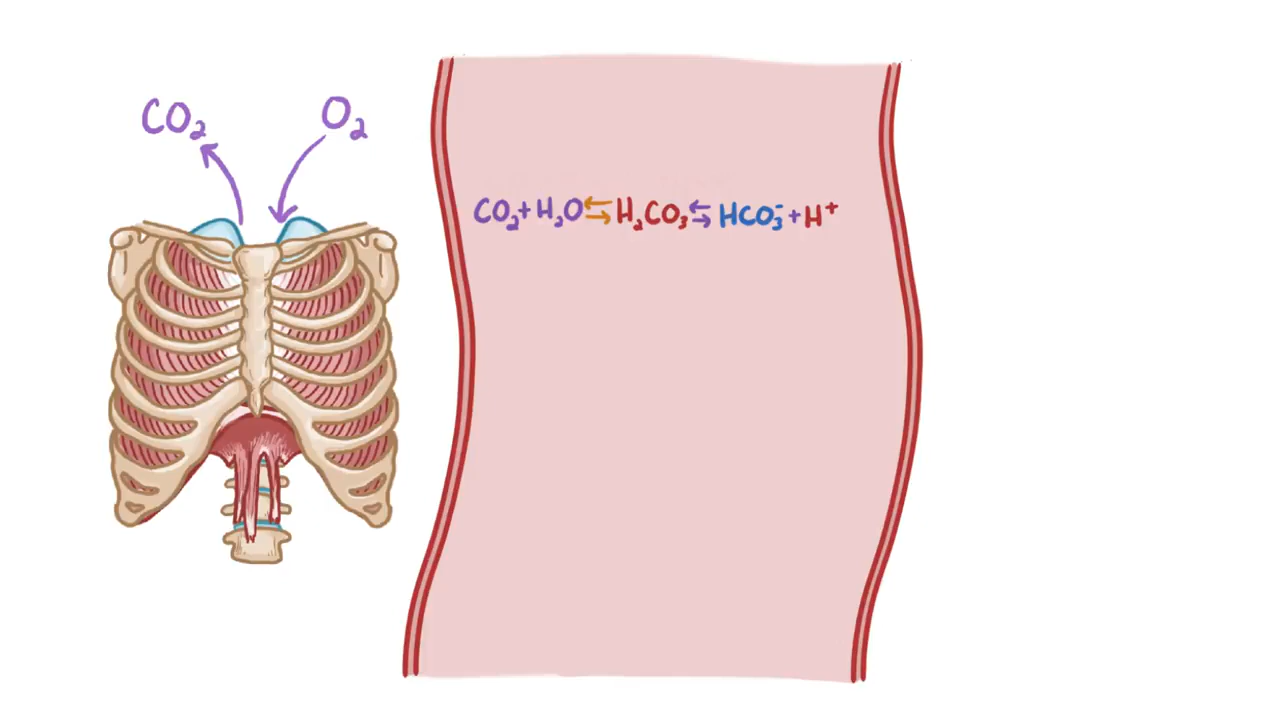 CO₂ O₂
CO₂ + H₂O ⇄ H₂CO₃ ⇄ HCO₃⁻ + H⁺